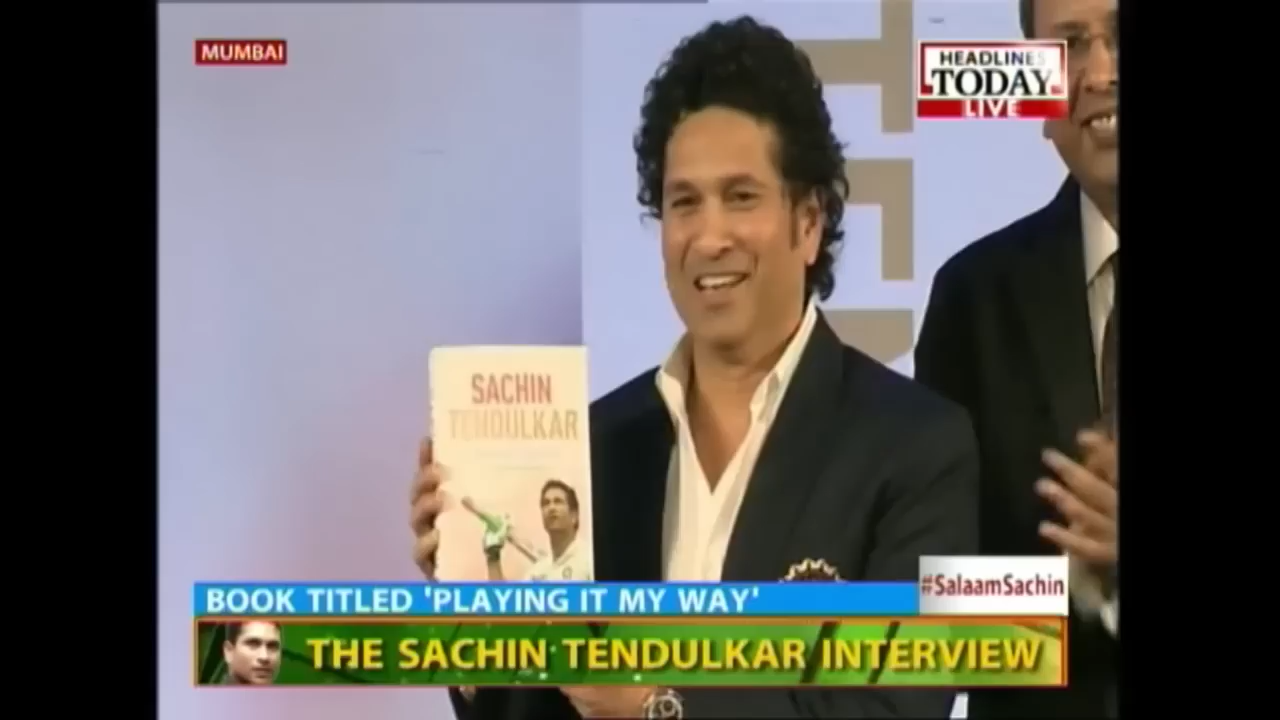 MUMBAI
HEADLINES
TODAY
LIVE
SACHIN
TENDULKAR
#SalaamSachin
BOOK TITLED 'PLAYING IT MY WAY'
THE SACHIN TENDULKAR INTERVIEW